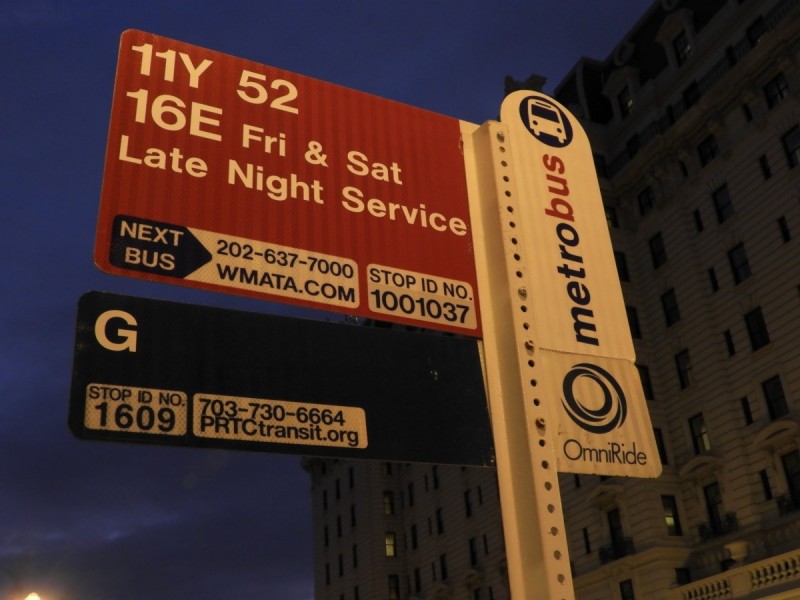 11Y 52
16E Fri & Sat
Late Night Service
NEXT
BUS
202-637-7000
WMATA.COM
STOP ID NO.
1001037
metrobus
G
STOP ID NO.
1609
703-730-6664
PRTCtransit.org
OmniRide